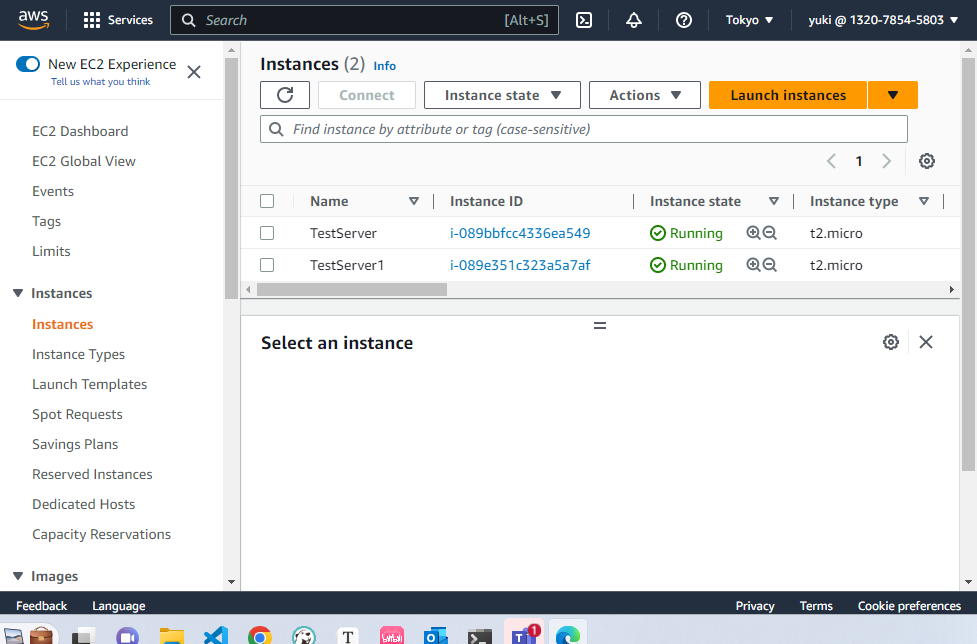 aws Services Search [Alt+S] Tokyo yuki @ 1320-7854-5803
New EC2 Experience
Tell us what you think
EC2 Dashboard
EC2 Global View
Events
Tags
Limits
Instances
Instances
Instance Types
Launch Templates
Spot Requests
Savings Plans
Reserved Instances
Dedicated Hosts
Capacity Reservations
Images
Instances (2) Info
Connect Instance state Actions Launch instances
Find instance by attribute or tag (case-sensitive)
1
Name Instance ID Instance state Instance type
TestServer i-089bbfcc4336ea549 Running t2.micro
TestServer1 i-089e351c323a5a7af Running t2.micro
Select an instance
Feedback Language Privacy Terms Cookie preferences
T 1